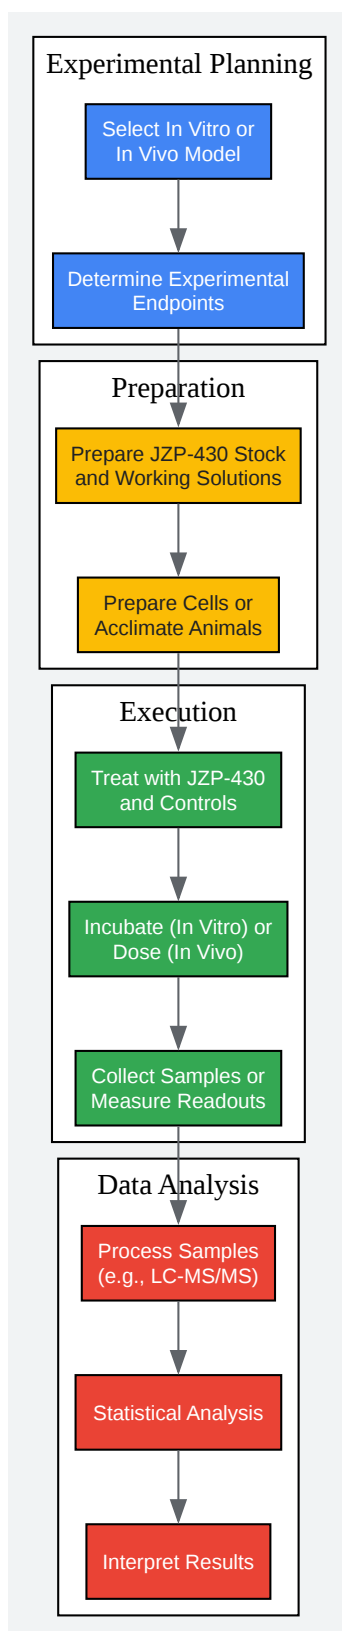 Experimental Planning
Select In Vitro or
In Vivo Model
Determine Experimental
Endpoints
Preparation
Prepare JZP-430 Stock
and Working Solutions
Prepare Cells or
Acclimate Animals
Execution
Treat with JZP-430
and Controls
Incubate (In Vitro) or
Dose (In Vivo)
Collect Samples or
Measure Readouts
Data Analysis
Process Samples
(e.g., LC-MS/MS)
Statistical Analysis
Interpret Results